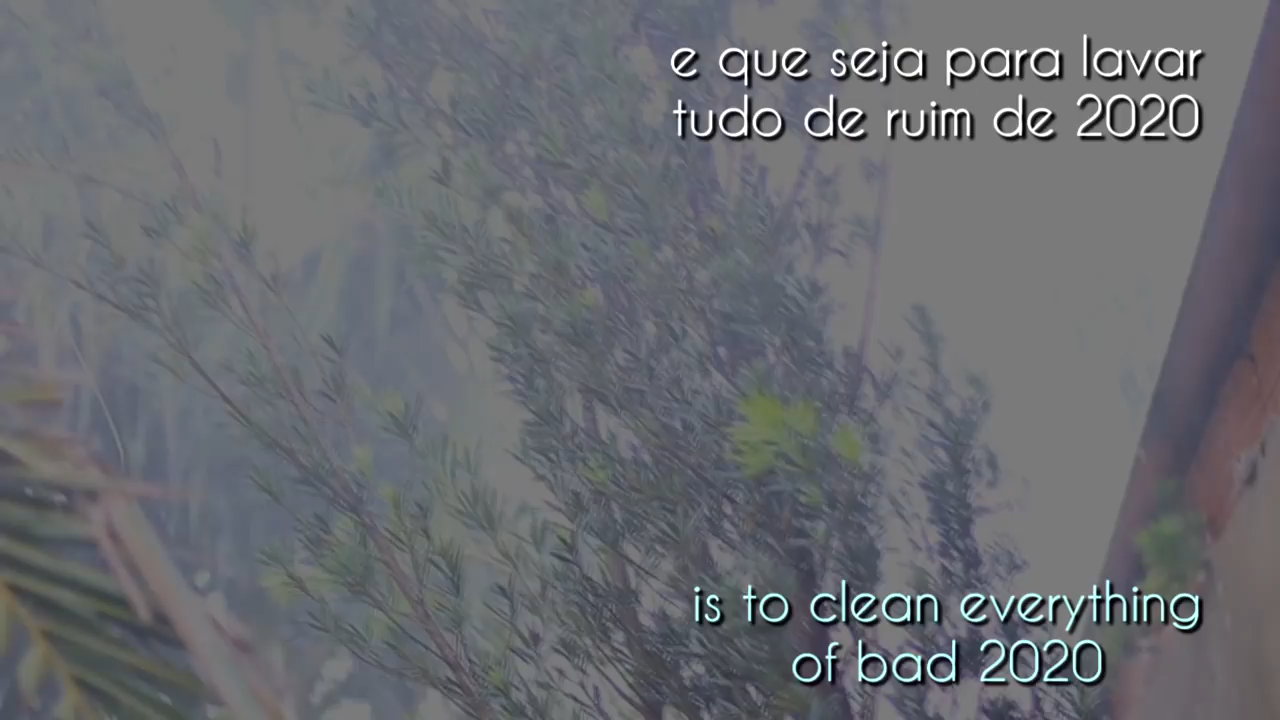 e que seja para lavar
tudo de ruim de 2020
is to clean everything
of bad 2020